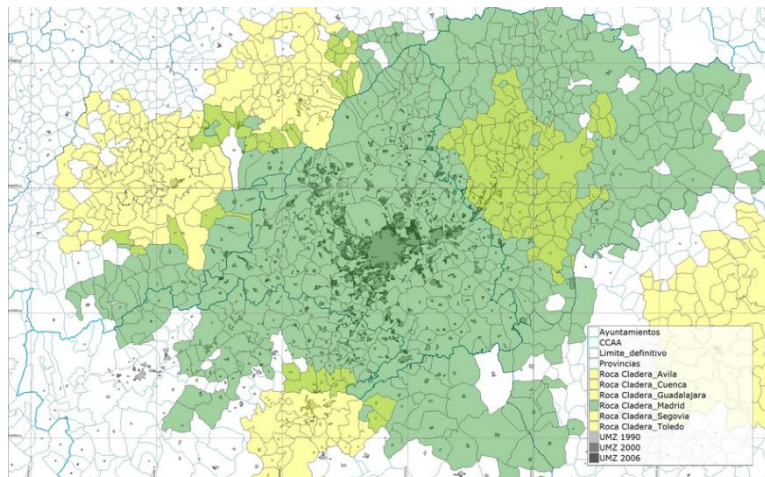 Ayuntamientos
CCAA
Limite_definitivo
Provincias
Roca Cladera_Avila
Roca Cladera_Cuenca
Roca Cladera_Guadalajara
Roca Cladera_Madrid
Roca Cladera_Segovia
Roca Cladera_Toledo
UMZ 1990
UMZ 2000
UMZ 2006